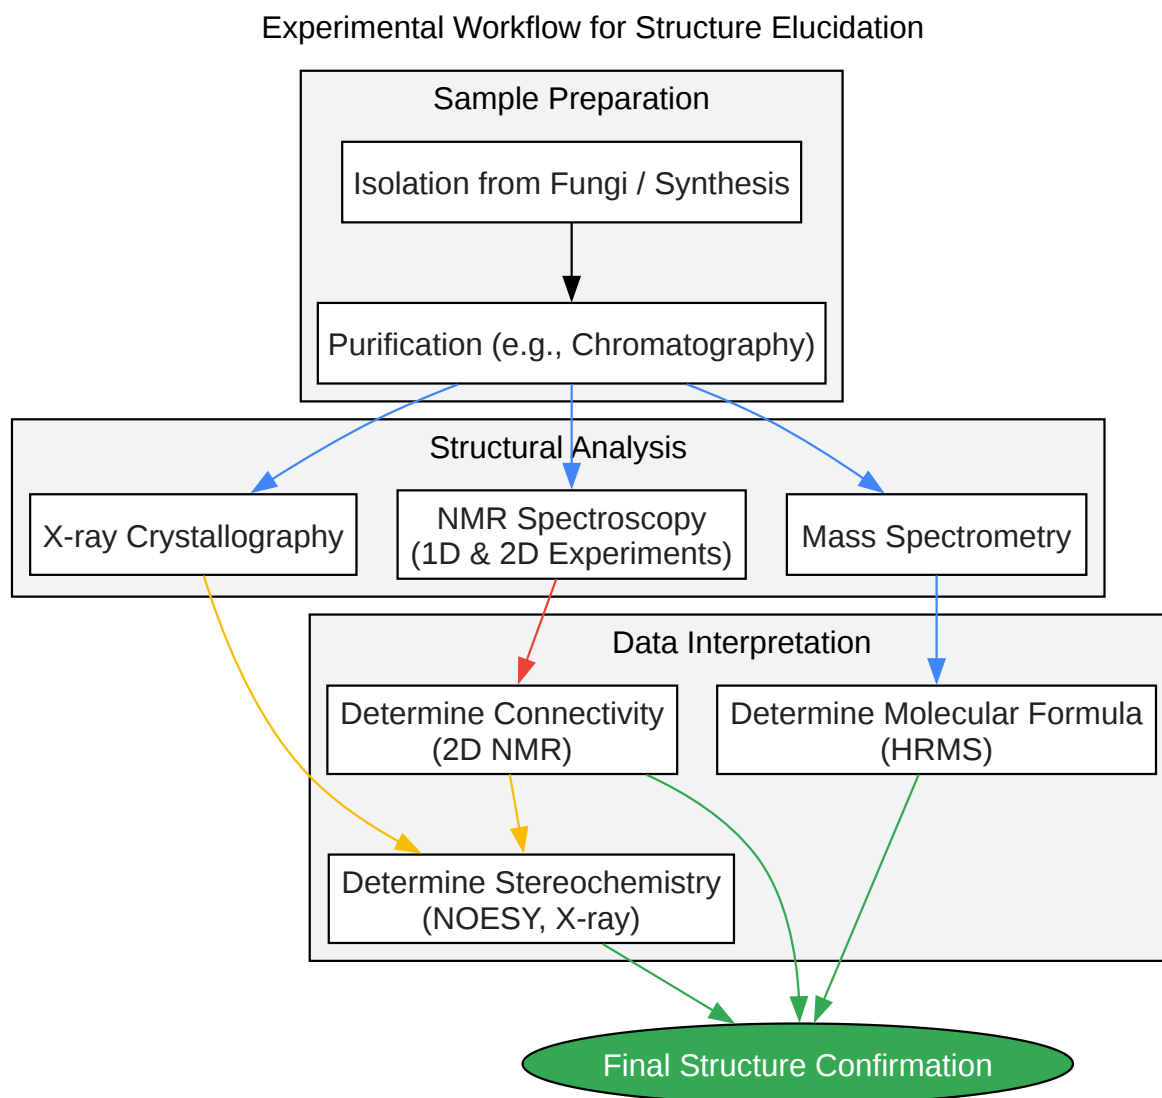 Experimental Workflow for Structure Elucidation
Sample Preparation
Isolation from Fungi / Synthesis
Purification (e.g., Chromatography)
Structural Analysis
X-ray Crystallography
NMR Spectroscopy
(1D & 2D Experiments)
Mass Spectrometry
Data Interpretation
Determine Connectivity
(2D NMR)
Determine Molecular Formula
(HRMS)
Determine Stereochemistry
(NOESY, X-ray)
Final Structure Confirmation